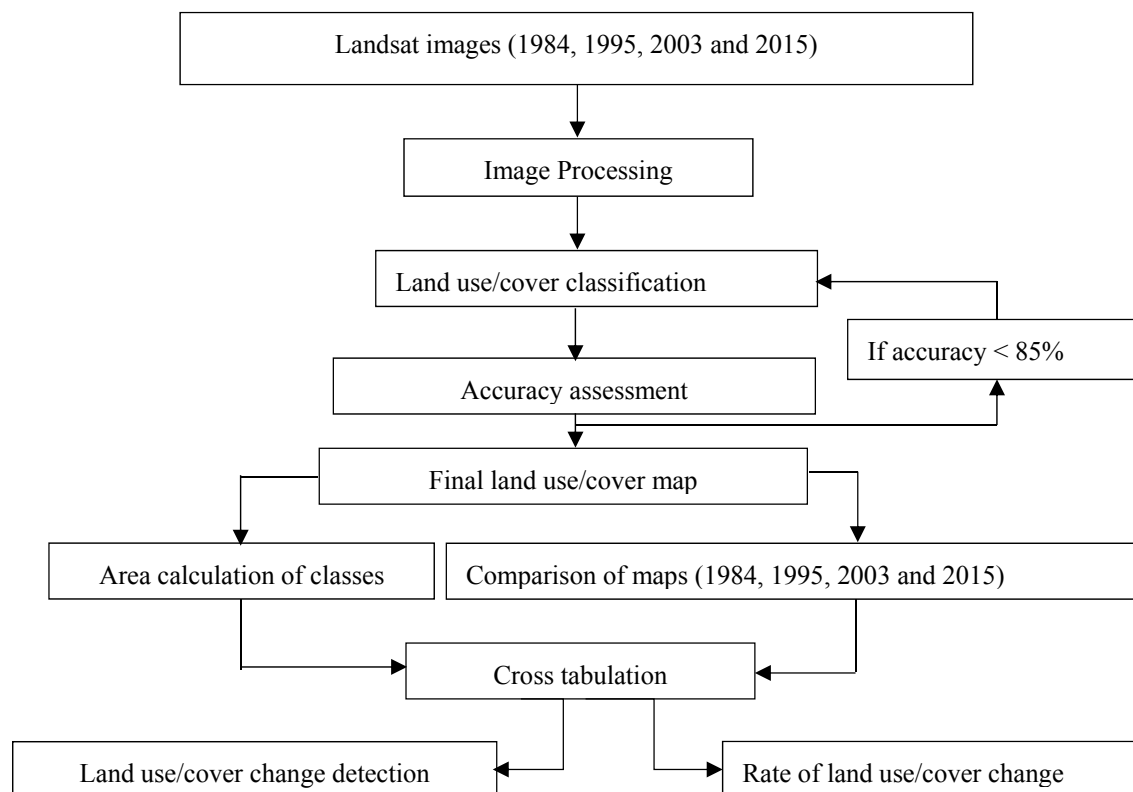 Landsat images (1984, 1995, 2003 and 2015)
Image Processing
Land use/cover classification
If accuracy < 85%
Accuracy assessment
Final land use/cover map
Area calculation of classes
Comparison of maps (1984, 1995, 2003 and 2015)
Cross tabulation
Land use/cover change detection
Rate of land use/cover change